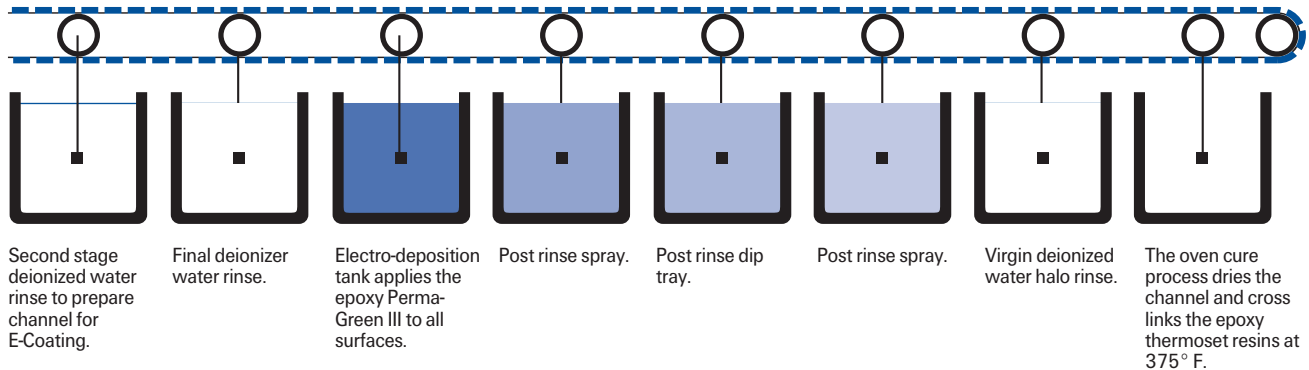 Second stage
deionized water
rinse to prepare
channel for
E-Coating.
Final deionizer
water rinse.
Electro-deposition
tank applies the
epoxy Perma-
Green III to all
surfaces.
Post rinse spray.
Post rinse dip
tray.
Post rinse spray.
Virgin deionized
water halo rinse.
The oven cure
process dries the
channel and cross
links the epoxy
thermoset resins at
375° F.